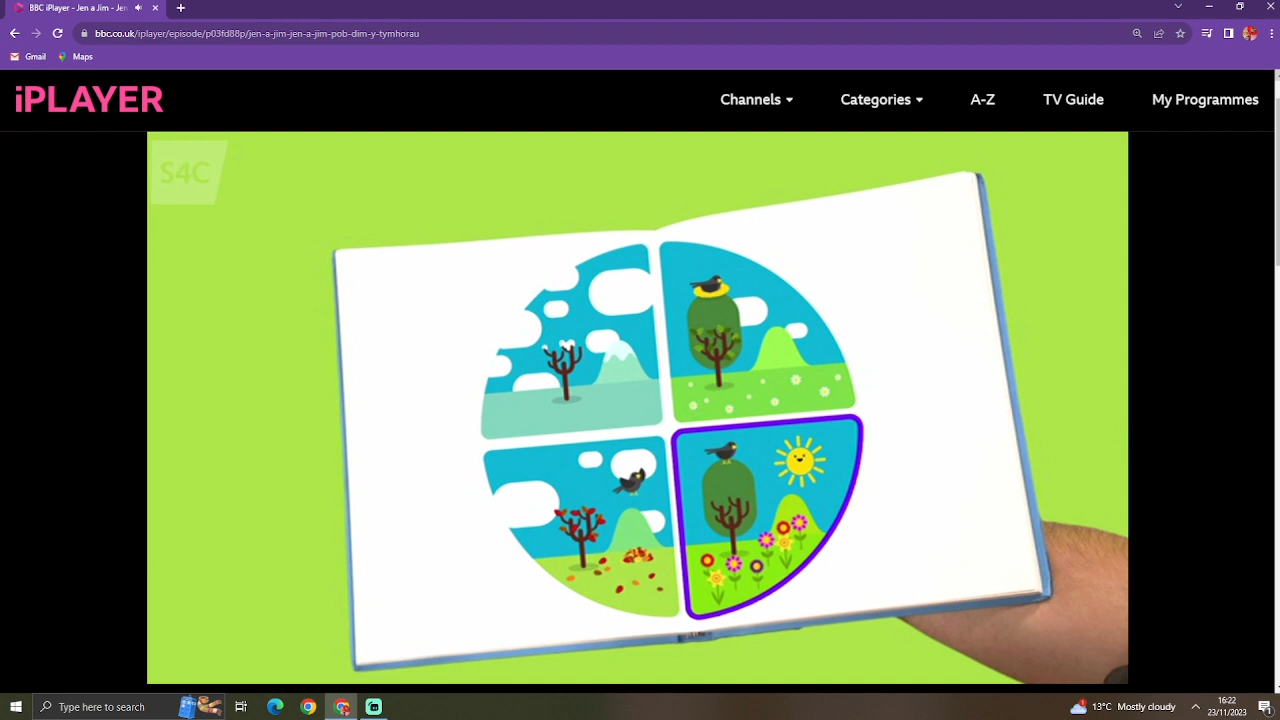 BBC iPlayer - Jen a Jim - Jen
bbc.co.uk/iplayer/episode/p03fd88p/jen-a-jim-jen-a-jim-pob-dim-y-tymhorau
Gmail Maps
iPLAYER
Channels Categories A-Z TV Guide My Programmes
S4C
Type here to search
13°C Mostly cloudy
16:22
23/11/2023